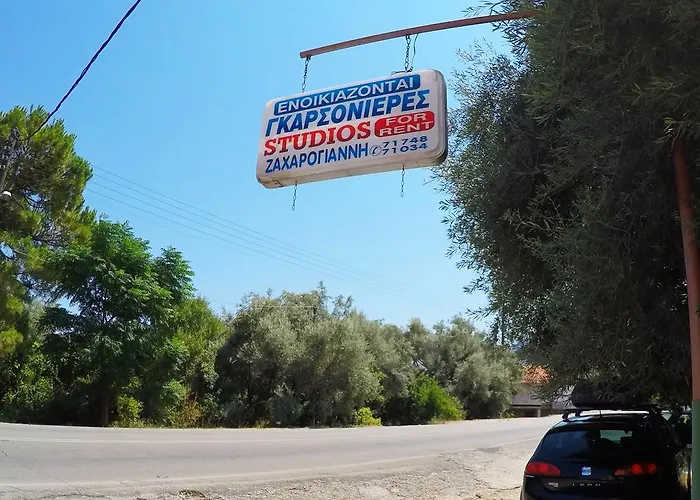 ΕΝΟΙΚΙΑΖΟΝΤΑΙ
ΓΚΑΡΣΟΝΙΕΡΕΣ
STUDIOS FOR RENT
ΖΑΧΑΡΟΓΙΑΝΝΗ 71748
71034